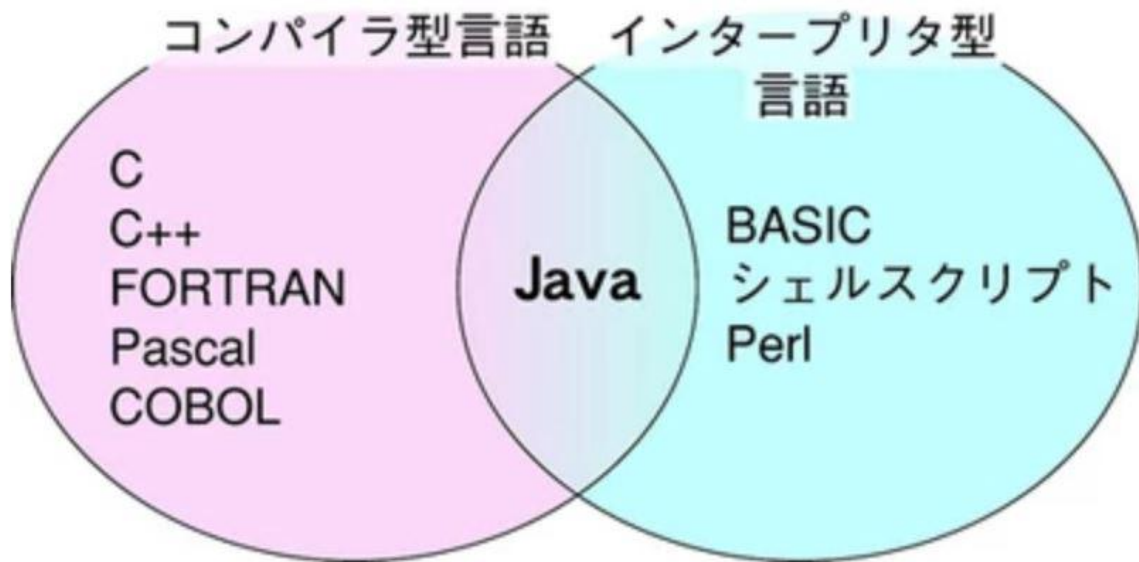 コンパイラ型言語
インタープリタ型
言語
C
C++
FORTRAN
Pascal
COBOL
Java
BASIC
シェルスクリプト
Perl